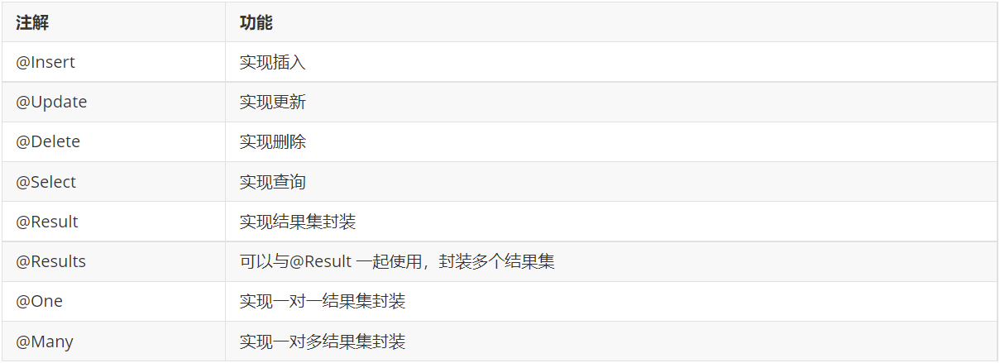 注解 功能
@Insert 实现插入
@Update 实现更新
@Delete 实现删除
@Select 实现查询
@Result 实现结果集封装
@Results 可以与@Result 一起使用，封装多个结果集
@One 实现一对一结果集封装
@Many 实现一对多结果集封装